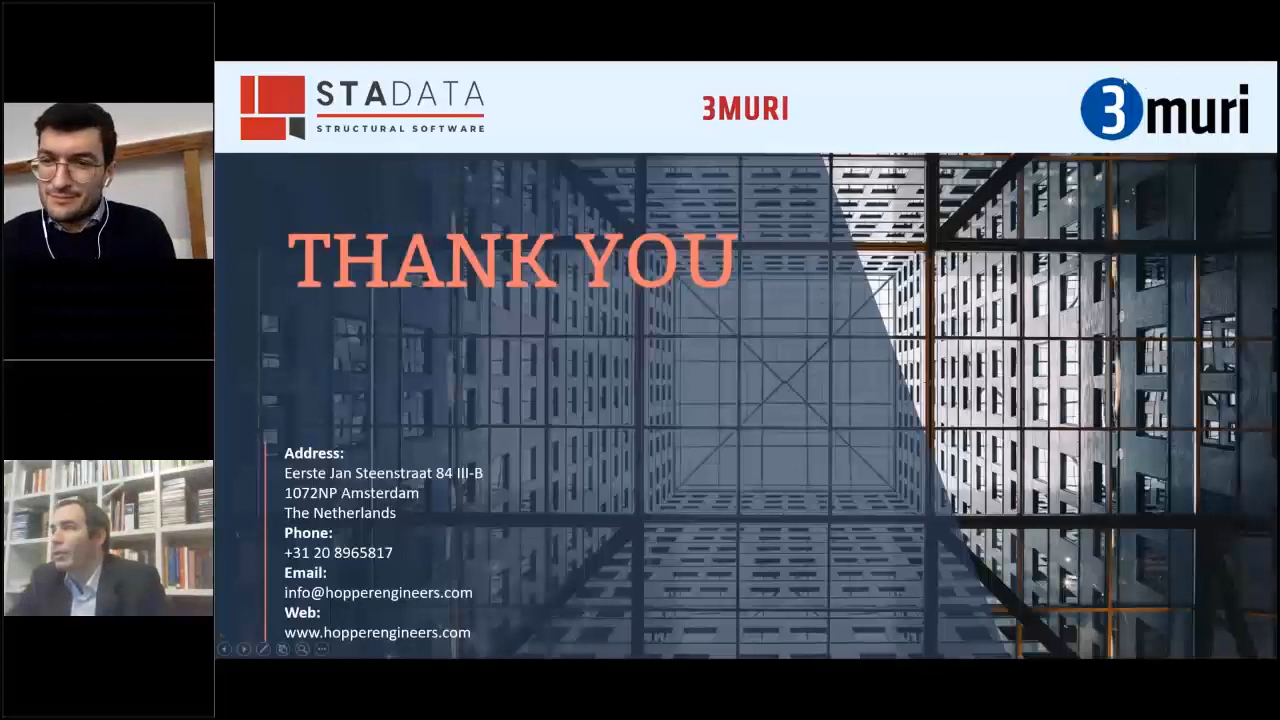 STADATA
STRUCTURAL SOFTWARE
3MURI
3muri
THANK YOU
Address:
Eerste Jan Steenstraat 84 III-B
1072NP Amsterdam
The Netherlands
Phone:
+31 20 8965817
Email:
info@hopperengineers.com
Web:
www.hopperengineers.com